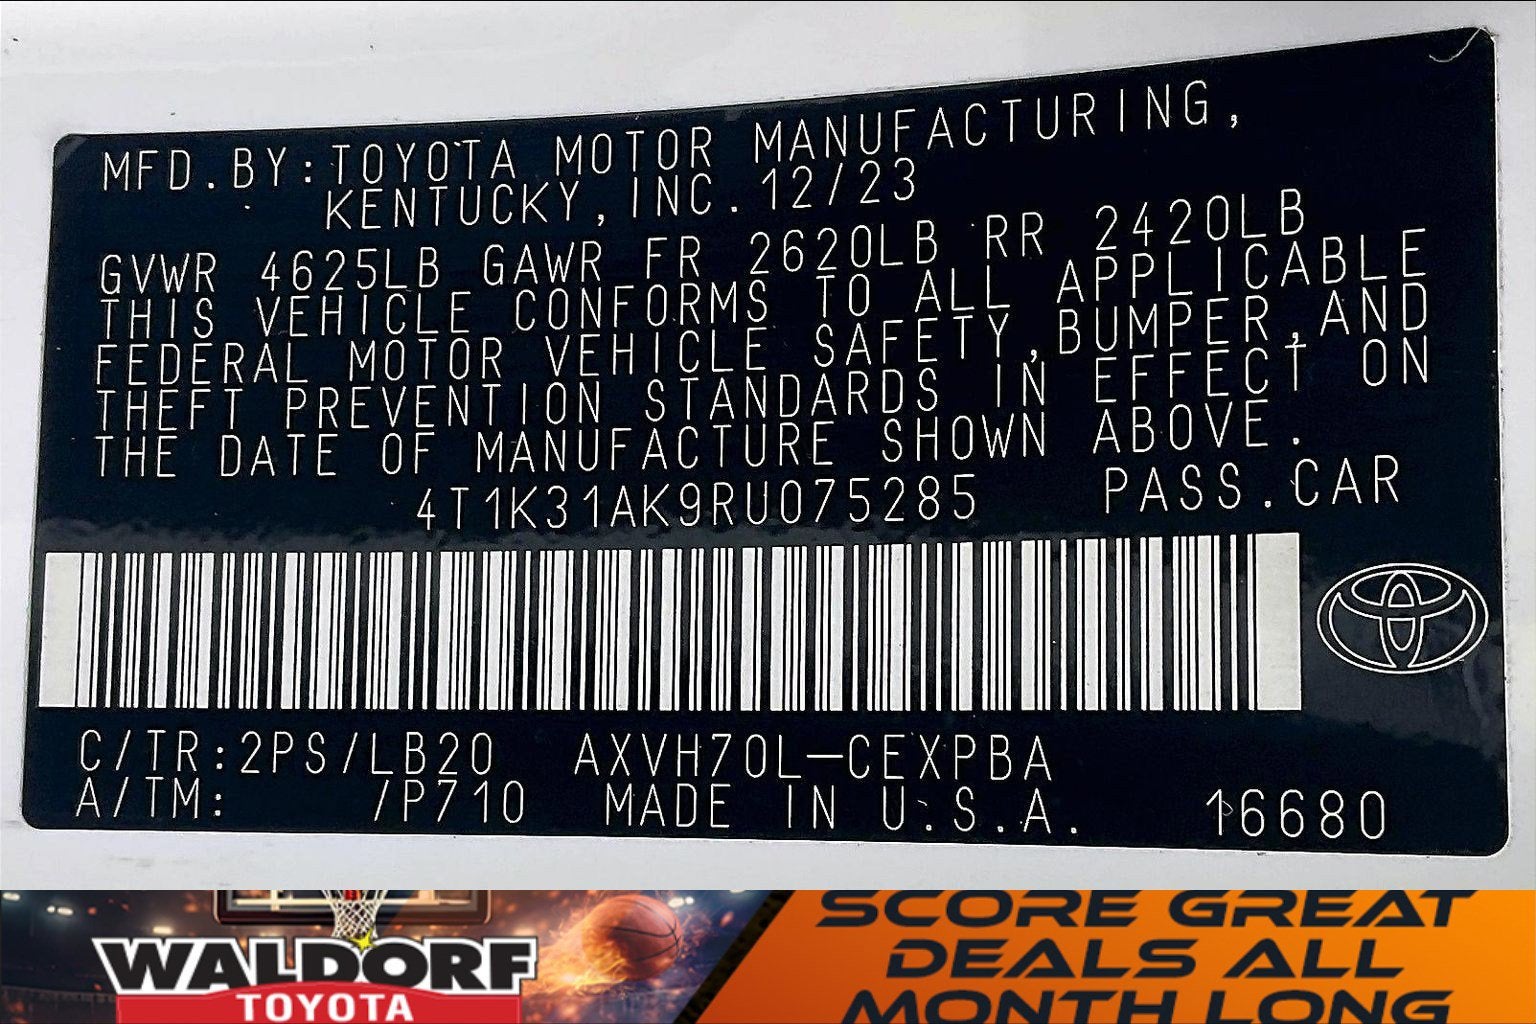 MFD.BY:TOYOTA MOTOR MANUFACTURING,
KENTUCKY,INC.12/23
GVWR 4625LB GAWR FR 2620LB RR 2420LB
THIS VEHICLE CONFORMS TO ALL APPLICABLE
FEDERAL MOTOR VEHICLE SAFETY,BUMPER,AND
THEFT PREVENTION STANDARDS IN EFFECT ON
THE DATE OF MANUFACTURE SHOWN ABOVE.
4T1K31AK9RU075285 PASS.CAR
C/TR:2PS/LB20 AXVH70L-CEXPBA
A/TM: /P710 MADE IN U.S.A. 16680
WALDORF
TOYOTA
SCORE GREAT
DEALS ALL
MONTH LONG